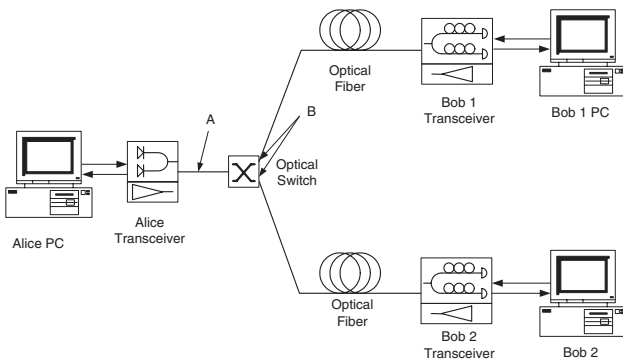 Optical
Fiber
Bob 1
Transceiver
Bob 1 PC
A
B
Optical
Switch
Alice PC
Alice
Transceiver
Optical
Fiber
Bob 2
Transceiver
Bob 2